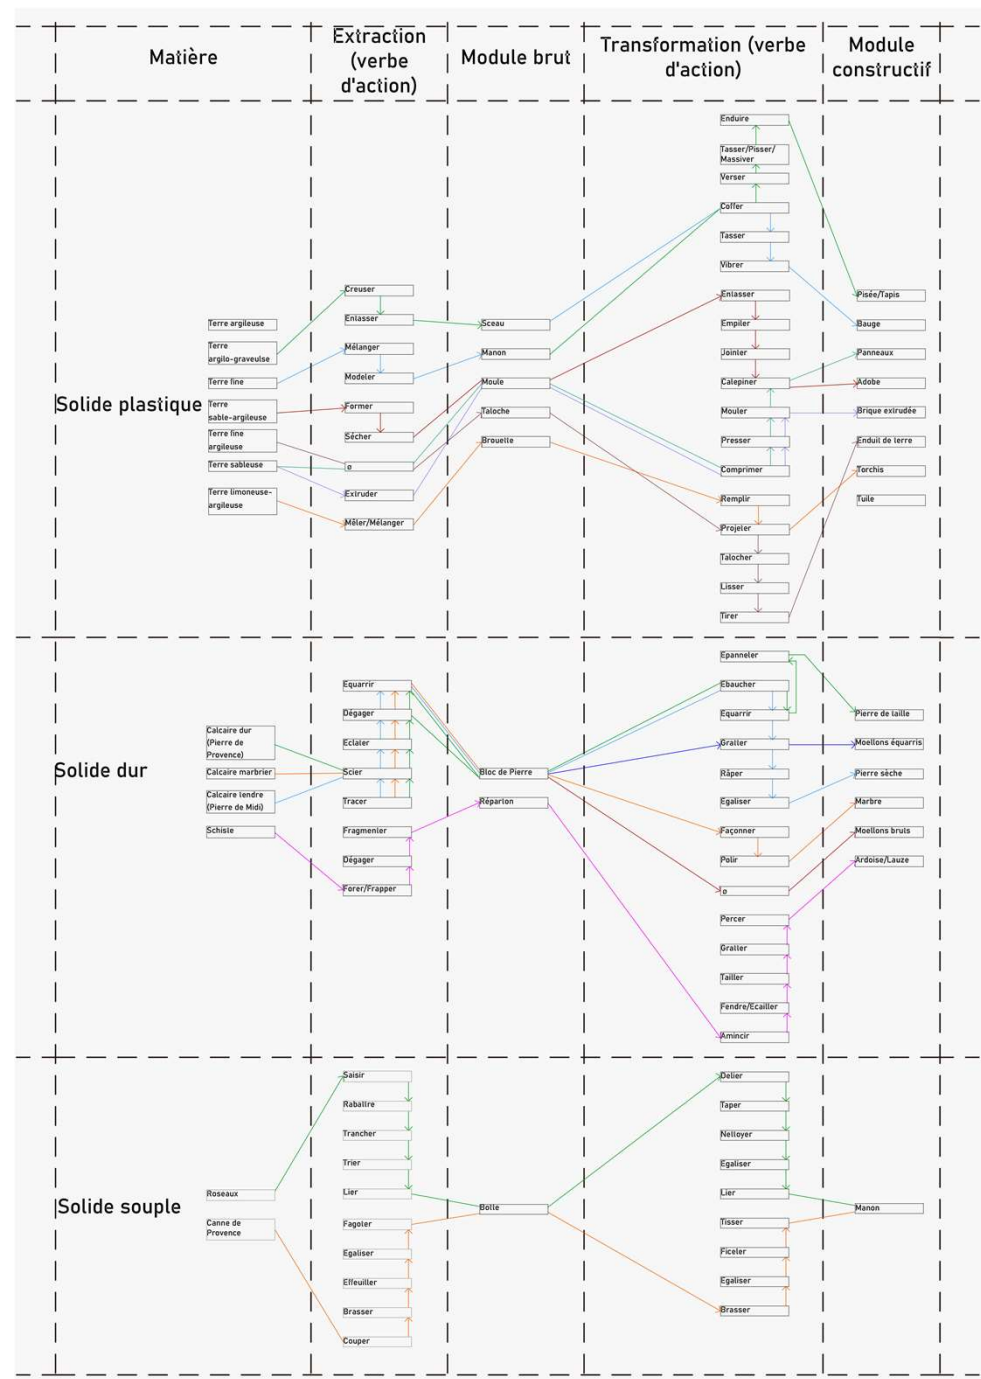 Matière
Extraction
(verbe
d'action)
Module brut
Transformation (verbe
d'action)
Module
constructif
Solide plastique
Terre argileuse
Terre
argilo-graveulse
Terre fine
Terre
sable-argileuse
Terre fine
argileuse
Terre sableuse
Terre limoneuse-
argileuse
Creuser
Entasser
Mélanger
Modeler
Former
Sécher
ø
Extruder
Mêler/Mélanger
Sceau
Manon
Moule
Taloche
Brouette
Enduire
Tasser/Pisser/
Massiver
Verser
Coffer
Tasser
Vibrer
Entasser
Empiler
Jointer
Calepiner
Mouler
Presser
Comprimer
Remplir
Projeter
Talocher
Lisser
Tirer
Pisée/Tapis
Bauge
Panneaux
Adobe
Brique extrudée
Enduit de terre
Torchis
Tuile
Solide dur
Calcaire dur
(Pierre de
Provence)
Calcaire marbrier
Calcaire tendre
(Pierre de Midi)
Schiste
Equarrir
Dégager
Eclater
Scier
Tracer
Fragmenter
Dégager
Forer/Frapper
Bloc de Pierre
Réparton
Epanneler
Ebaucher
Equarrir
Gratter
Râper
Egaliser
Façonner
Polir
ø
Percer
Gratter
Tailler
Fendre/Ecailler
Amincir
Pierre de taille
Moellons équarris
Pierre sèche
Marbre
Moellons bruts
Ardoise/Lauze
Solide souple
Roseaux
Canne de
Provence
Saisir
Rabattre
Trancher
Trier
Lier
Fagoter
Egaliser
Effeuiller
Brasser
Couper
Botte
Delier
Taper
Nettoyer
Egaliser
Lier
Tisser
Ficeler
Egaliser
Brasser
Manon